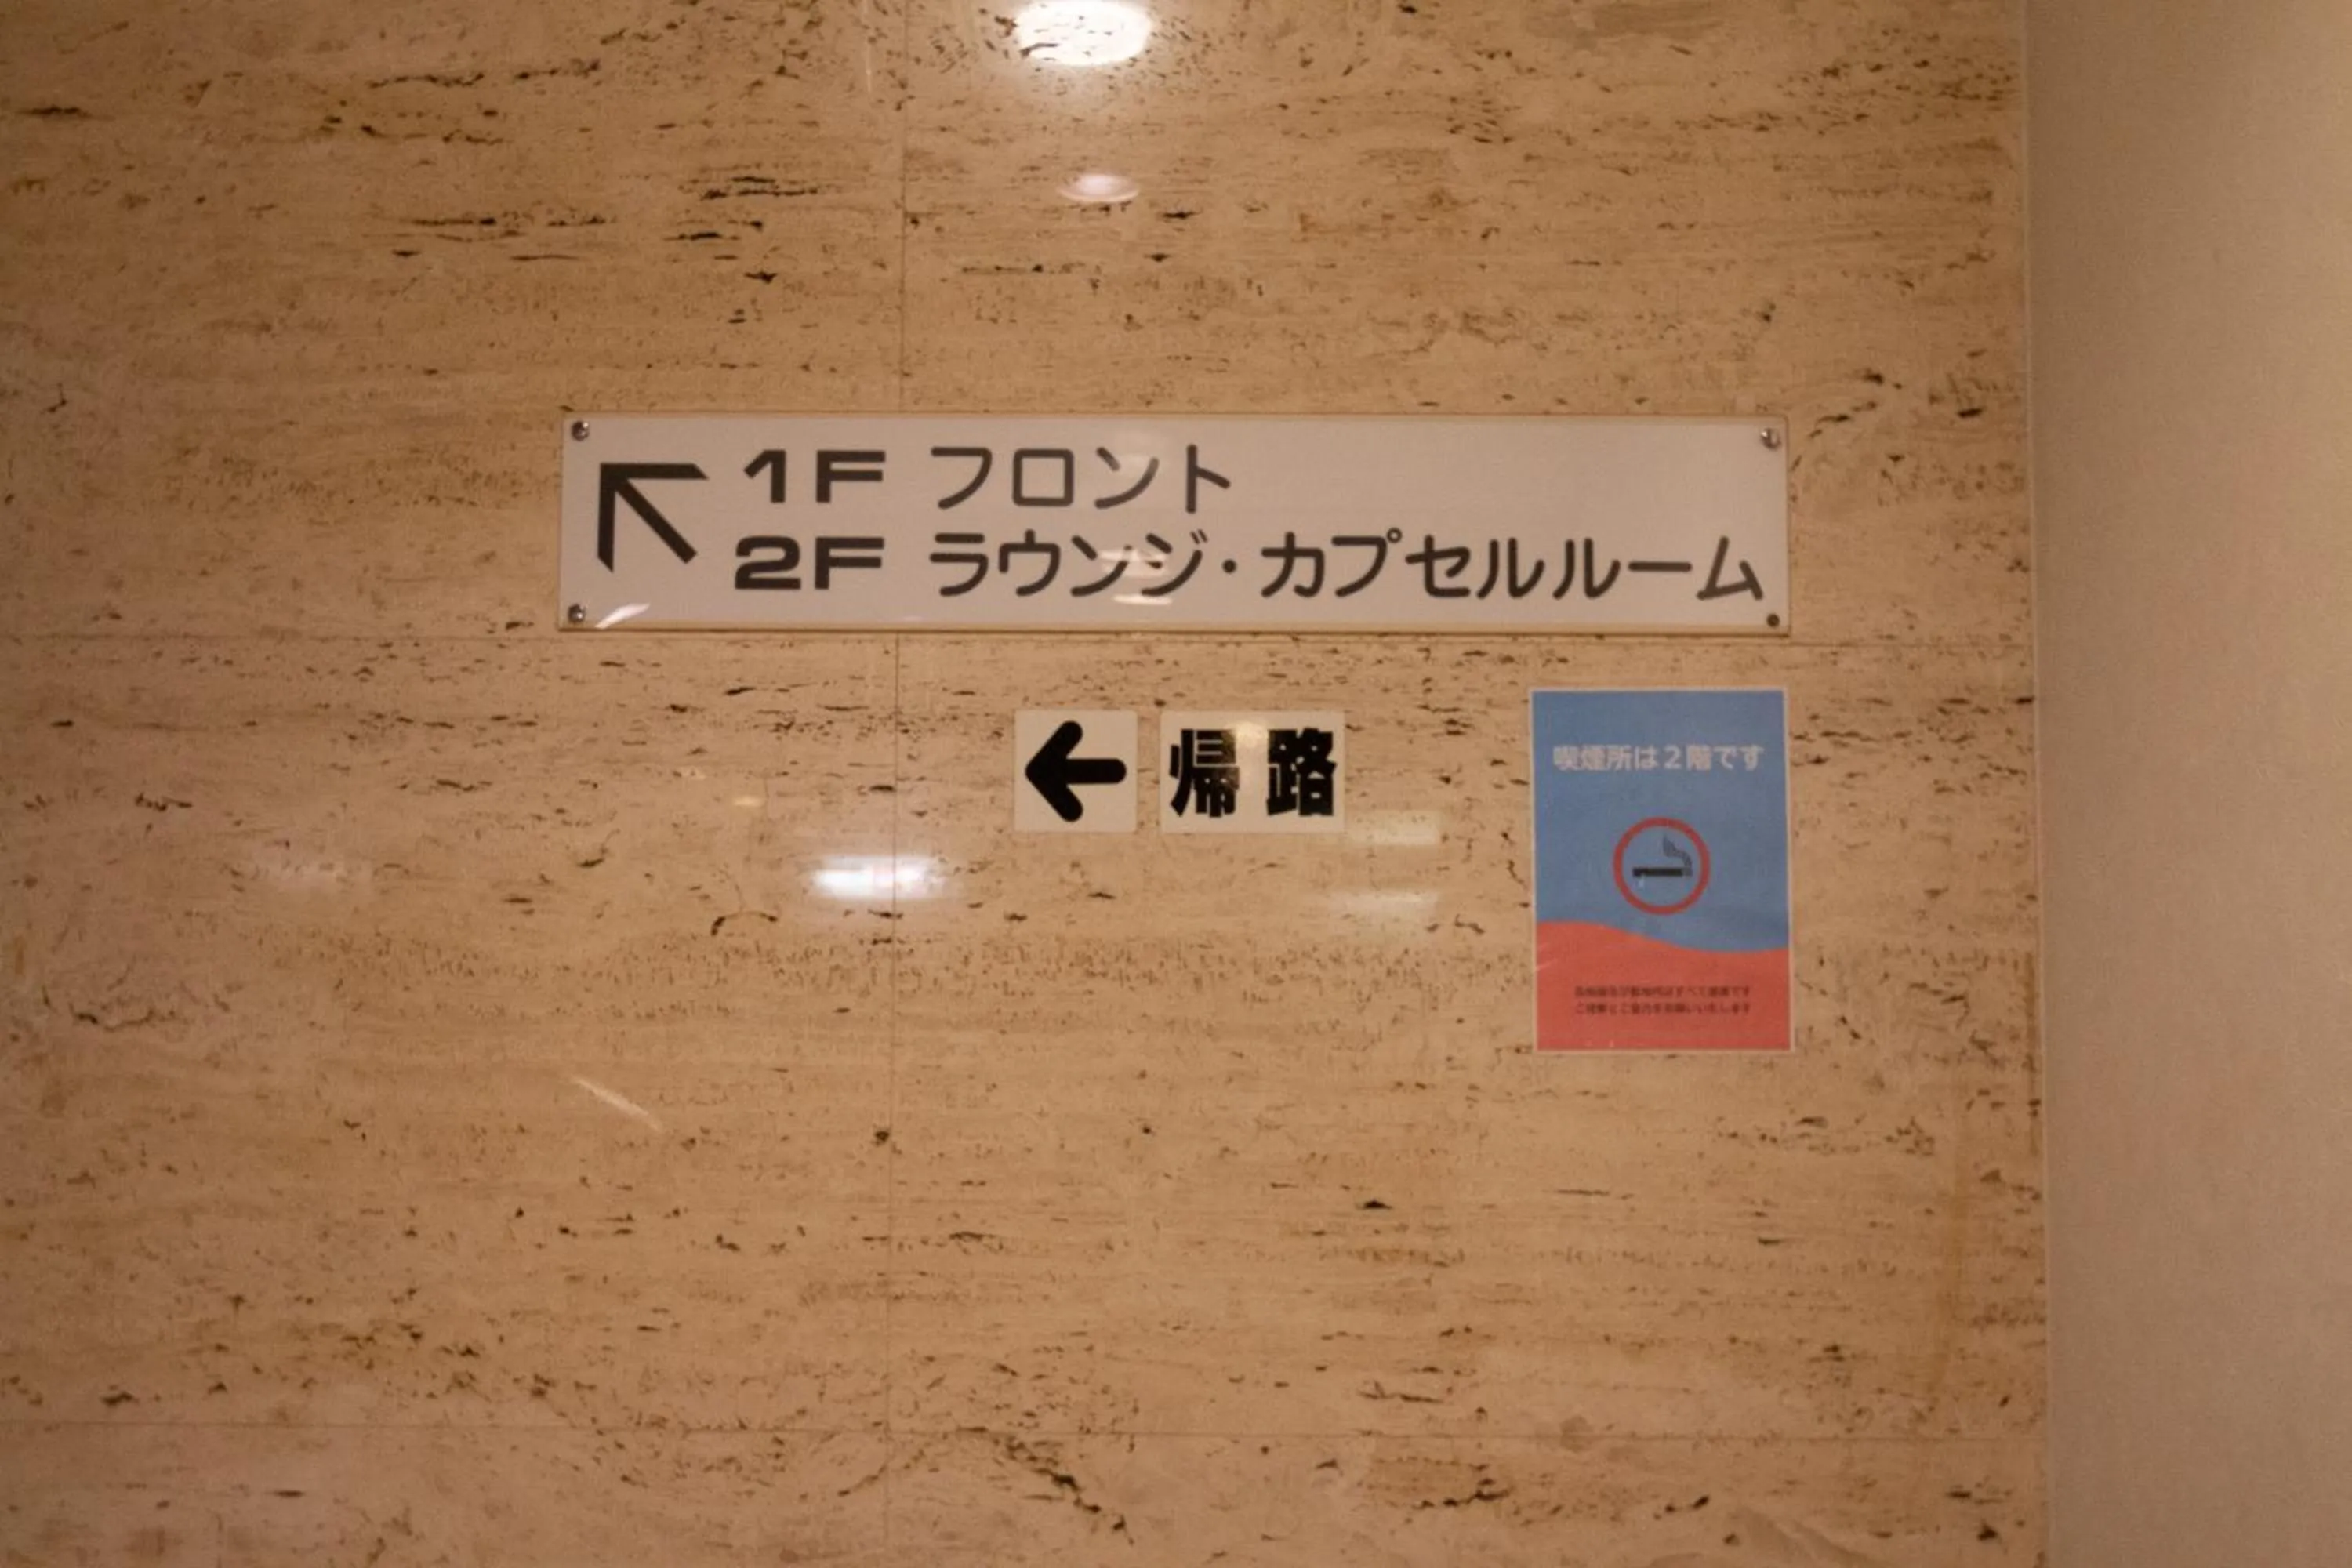 1F フロント
2F ラウンジ・カプセルルーム
帰路
喫煙所は2階です